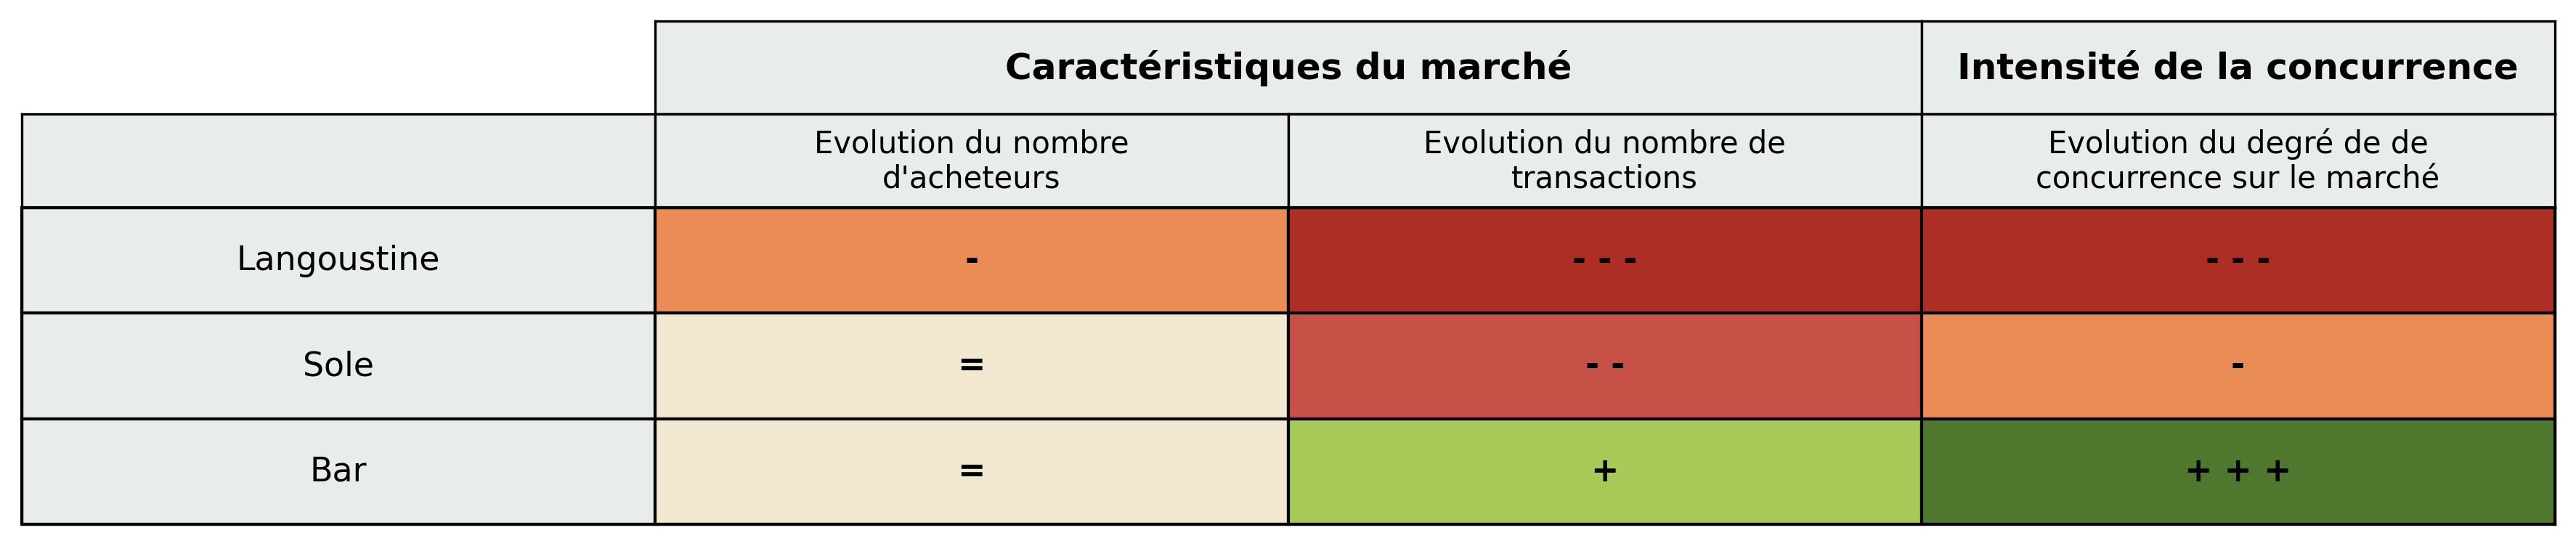 Caractéristiques du marché
Intensité de la concurrence
Evolution du nombre
d'acheteurs
Evolution du nombre de
transactions
Evolution du degré de de
concurrence sur le marché
Langoustine
-
- - -
- - -
Sole
=
- -
-
Bar
=
+
+ + +